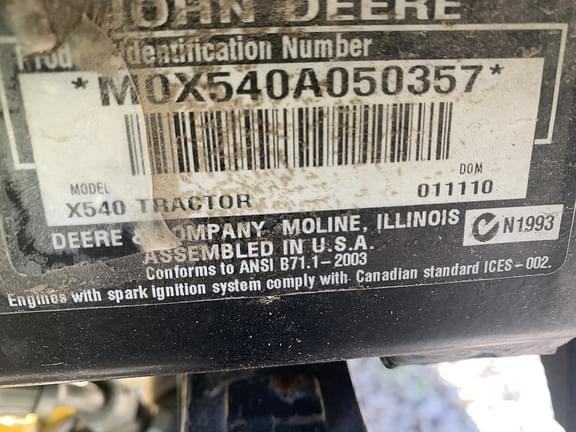 JOHN DEERE
Product Identification Number
*M0X540A050357*
MODEL
DOM
X540 TRACTOR
011110
DEERE & COMPANY MOLINE, ILLINOIS
N1993
ASSEMBLED IN U.S.A.
Conforms to ANSI B71.1-2003
Engines with spark ignition system comply with Canadian standard ICES-002.